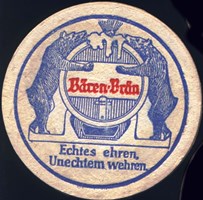 Bären-Bräu
Echtes ehren,
Unechtem wehren.